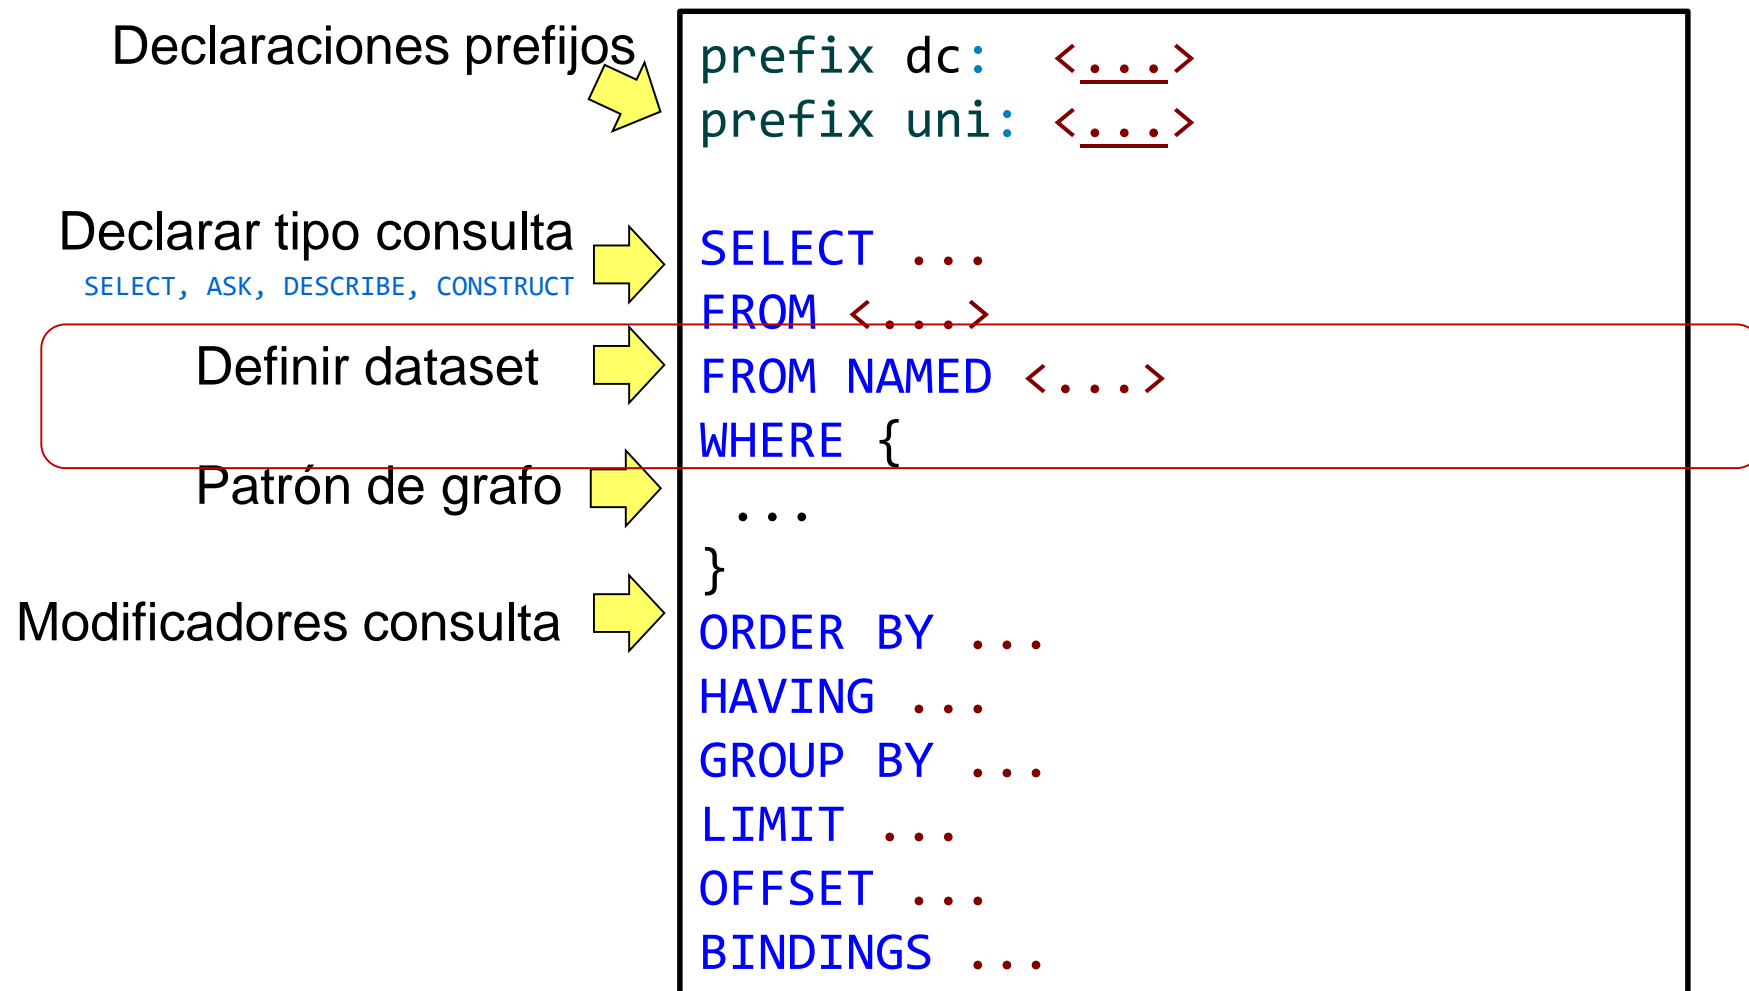 Declaraciones prefijos
prefix dc:  <...>
prefix uni: <...>
Declarar tipo consulta
SELECT, ASK, DESCRIBE, CONSTRUCT
SELECT ...
FROM <...>
Definir dataset
FROM NAMED <...>
WHERE {
Patrón de grafo
...
}
Modificadores consulta
ORDER BY ...
HAVING ...
GROUP BY ...
LIMIT ...
OFFSET ...
BINDINGS ...